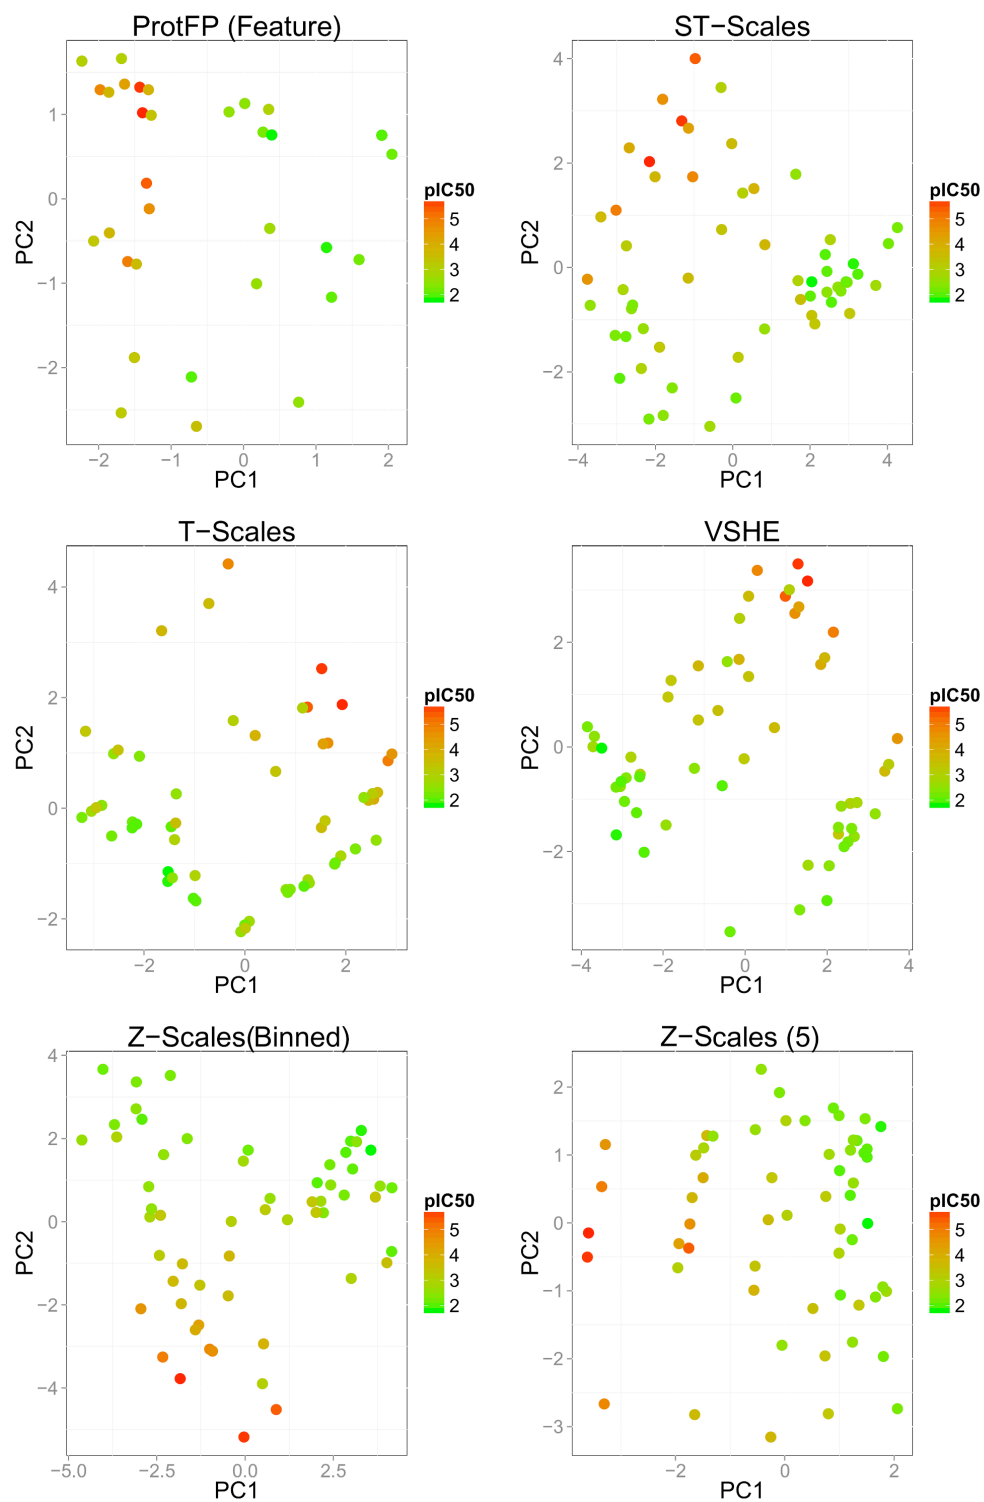 ProtFP (Feature)
1
0
−1
−2
PC2
−2 −1 0 1 2
PC1
pIC50
5
4
3
2
ST−Scales
4
2
0
−2
PC2
−4 −2 0 2 4
PC1
pIC50
5
4
3
2
T−Scales
4
2
0
−2
PC2
−2 0 2
PC1
pIC50
5
4
3
2
VSHE
2
0
−2
PC2
−4 −2 0 2 4
PC1
pIC50
5
4
3
2
Z−Scales(Binned)
4
2
0
−2
−4
PC2
−5.0 −2.5 0.0 2.5
PC1
pIC50
5
4
3
2
Z−Scales (5)
2
1
0
−1
−2
−3
PC2
−2 0 2
PC1
pIC50
5
4
3
2